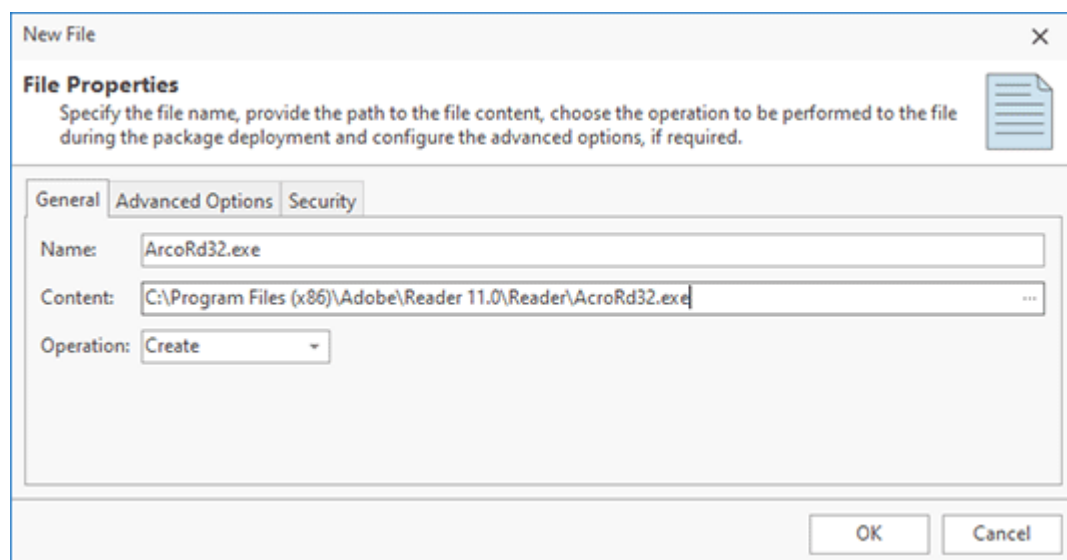 New File
File Properties
Specify the file name, provide the path to the file content, choose the operation to be performed to the file
during the package deployment and configure the advanced options, if required.
General Advanced Options Security
Name: ArcoRd32.exe
Content: C:\Program Files (x86)\Adobe\Reader 11.0\Reader\AcroRd32.exe ...
Operation: Create
OK Cancel